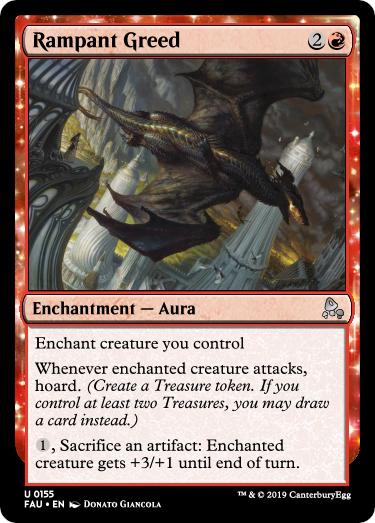 Rampant Greed 2
Enchantment — Aura
Enchant creature you control
Whenever enchanted creature attacks,
hoard. (Create a Treasure token. If you
control at least two Treasures, you may draw
a card instead.)
1, Sacrifice an artifact: Enchanted
creature gets +3/+1 until end of turn.
U 0155
FAU • EN Donato Giancola ™ & © 2019 CanterburyEgg